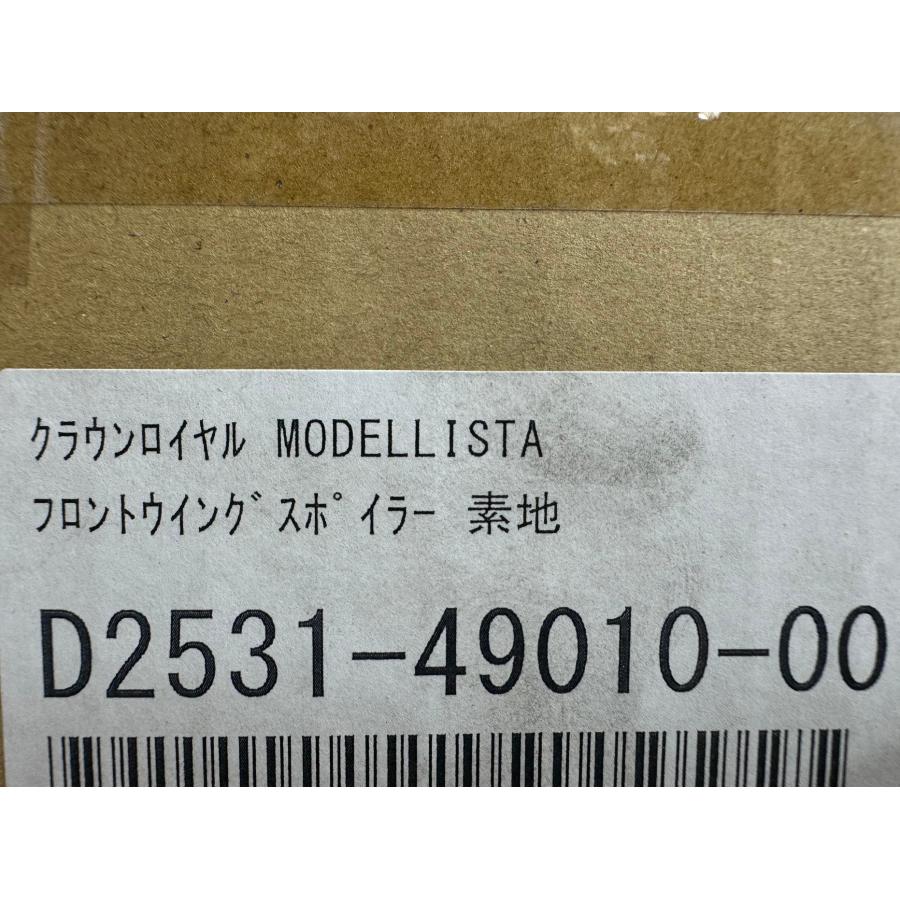 ｸﾗｳﾝﾛｲﾔﾙ MODELLISTA
ﾌﾛﾝﾄｳｲﾝｸﾞｽﾎﾟｲﾗｰ 素地
D2531-49010-00